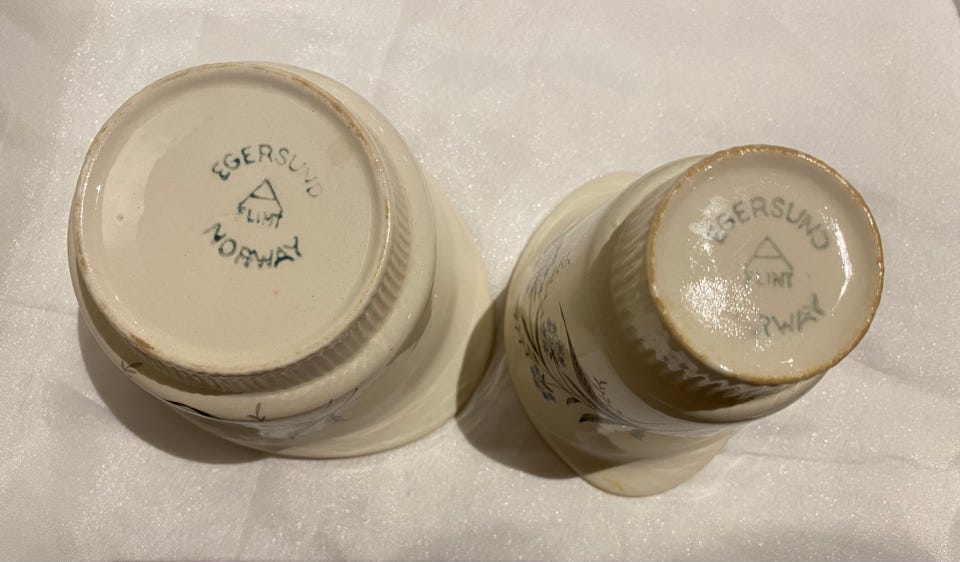 EGERSUND
FLINT
NORWAY
EGERSUND
FLINT